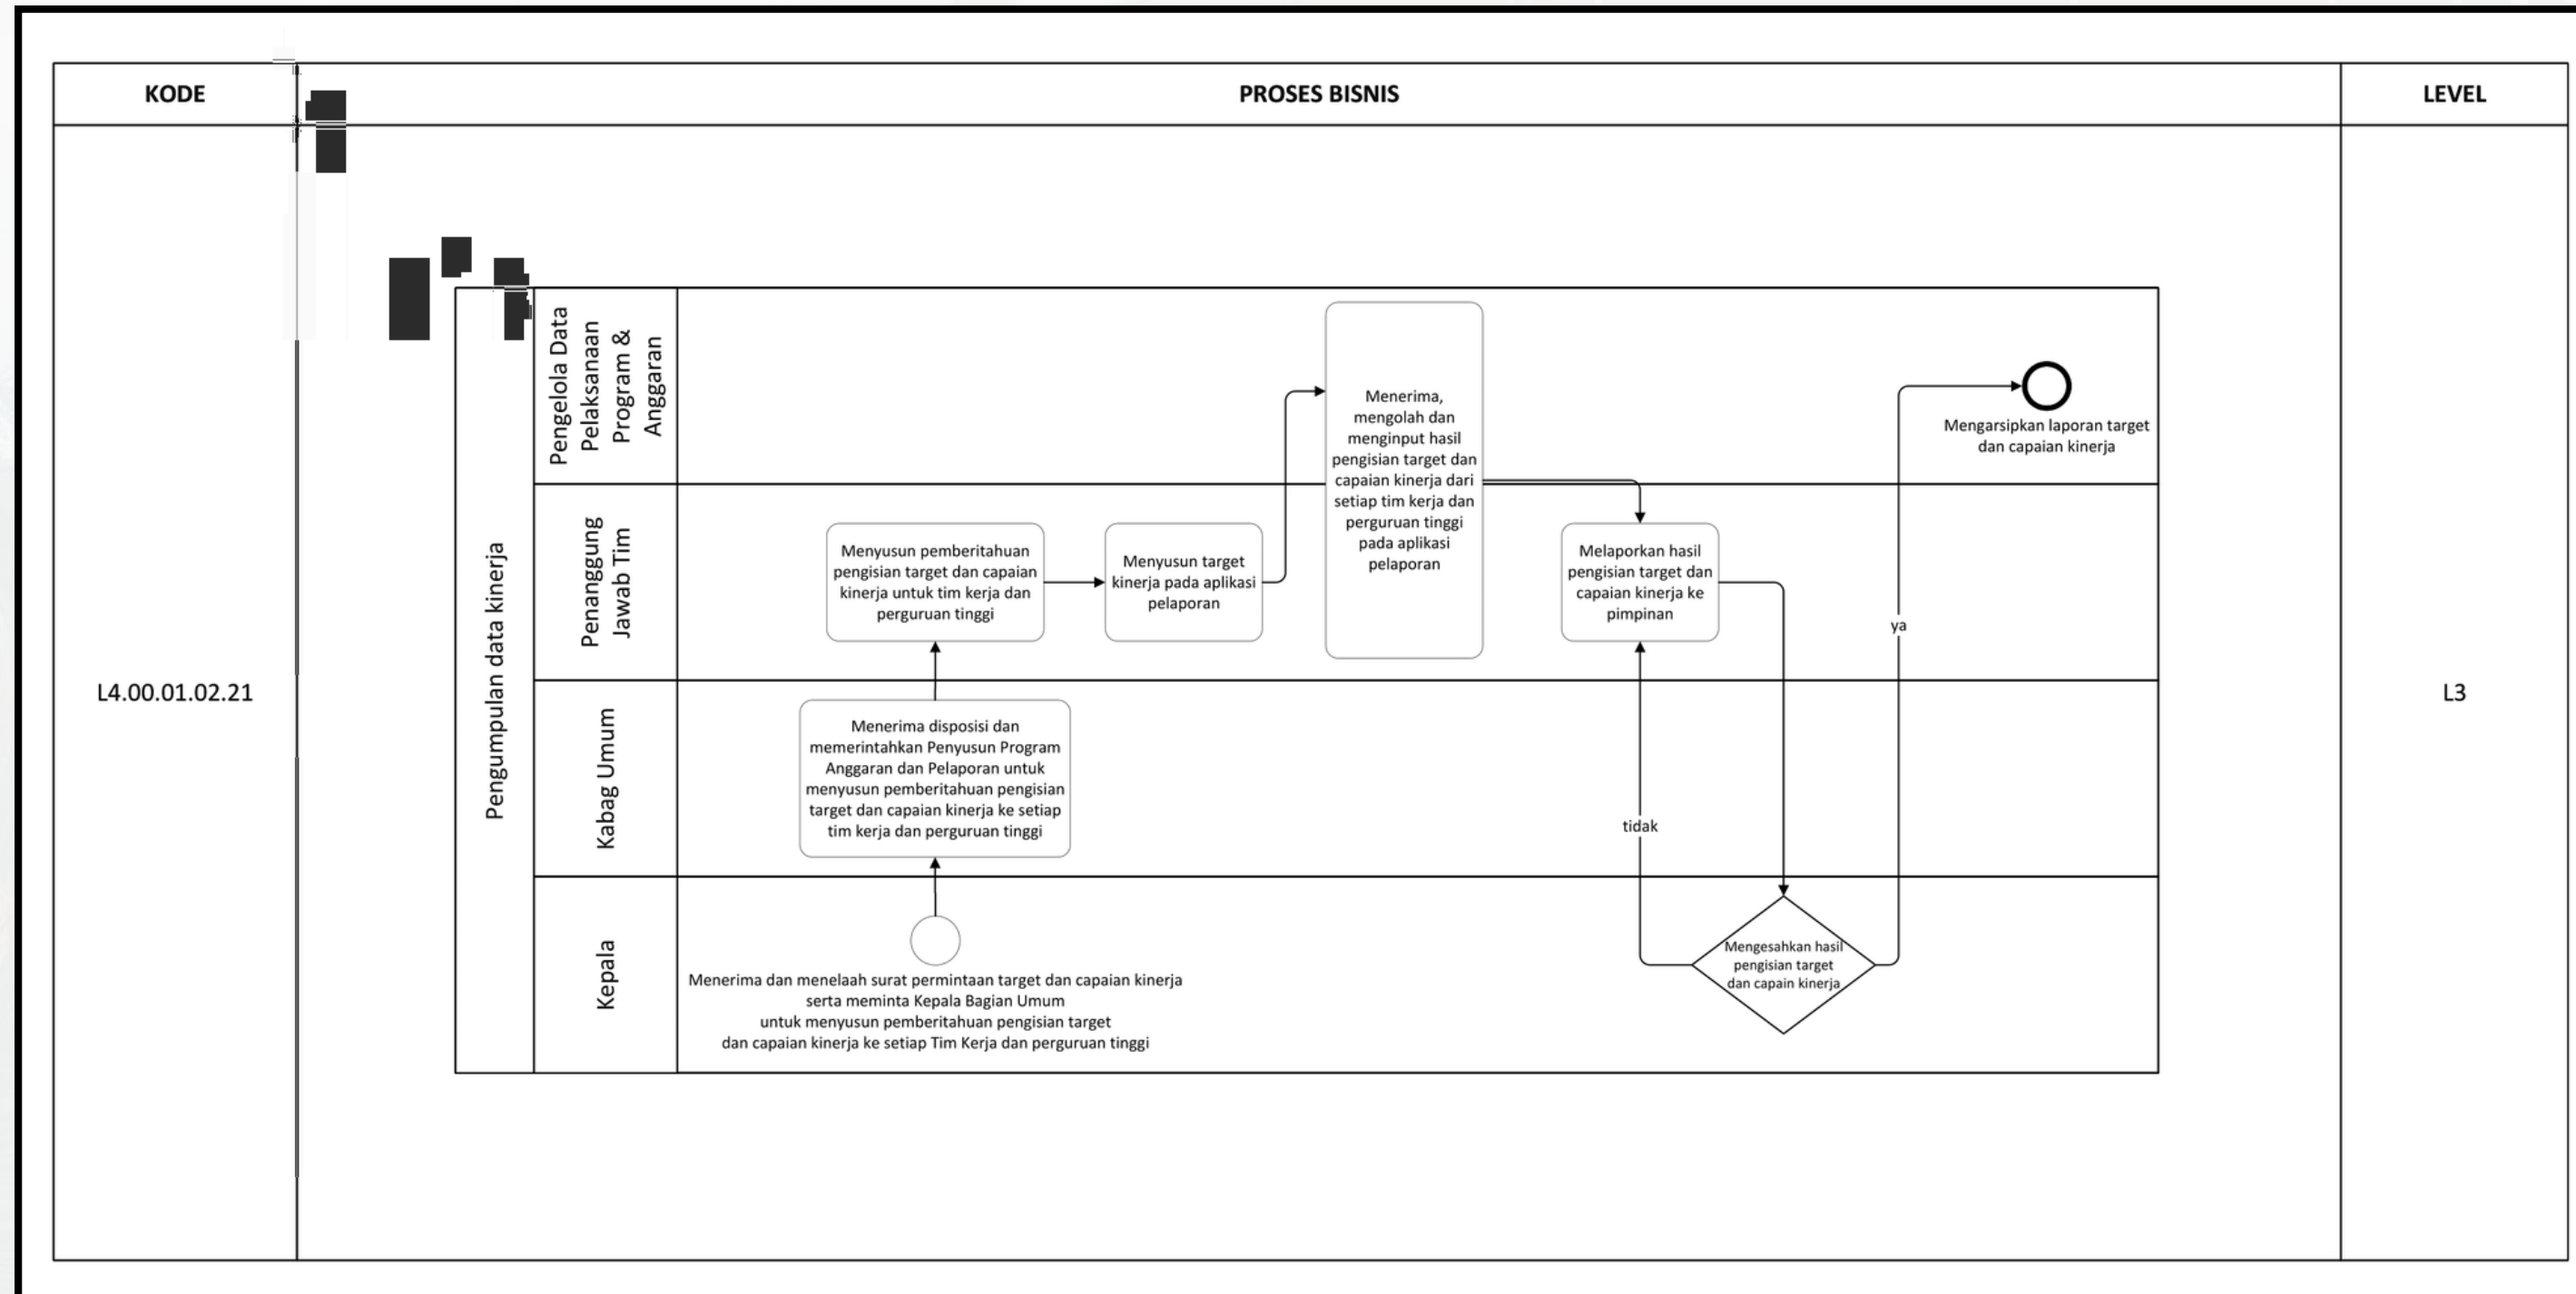 KODE
PROSES BISNIS
LEVEL
L4.00.01.02.21
L3
Pengumpulan data kinerja
Pengelola Data
Pelaksanaan
Program &
Anggaran
Menerima,
mengolah dan
menginput hasil
pengisian target dan
capaian kinerja dari
setiap tim kerja dan
perguruan tinggi
pada aplikasi
pelaporan
Mengarsipkan laporan target
dan capaian kinerja
Penanggung
Jawab Tim
Menyusun pemberitahuan
pengisian target dan capaian
kinerja untuk tim kerja dan
perguruan tinggi
Menyusun target
kinerja pada aplikasi
pelaporan
Melaporkan hasil
pengisian target dan
capaian kinerja ke
pimpinan
ya
Kabag Umum
Menerima disposisi dan
memerintahkan Penyusun Program
Anggaran dan Pelaporan untuk
menyusun pemberitahuan pengisian
target dan capaian kinerja ke setiap
tim kerja dan perguruan tinggi
tidak
Kepala
Menerima dan menelaah surat permintaan target dan capaian kinerja
serta meminta Kepala Bagian Umum
untuk menyusun pemberitahuan pengisian target
dan capaian kinerja ke setiap Tim Kerja dan perguruan tinggi
Mengesahkan hasil
pengisian target
dan capain kinerja